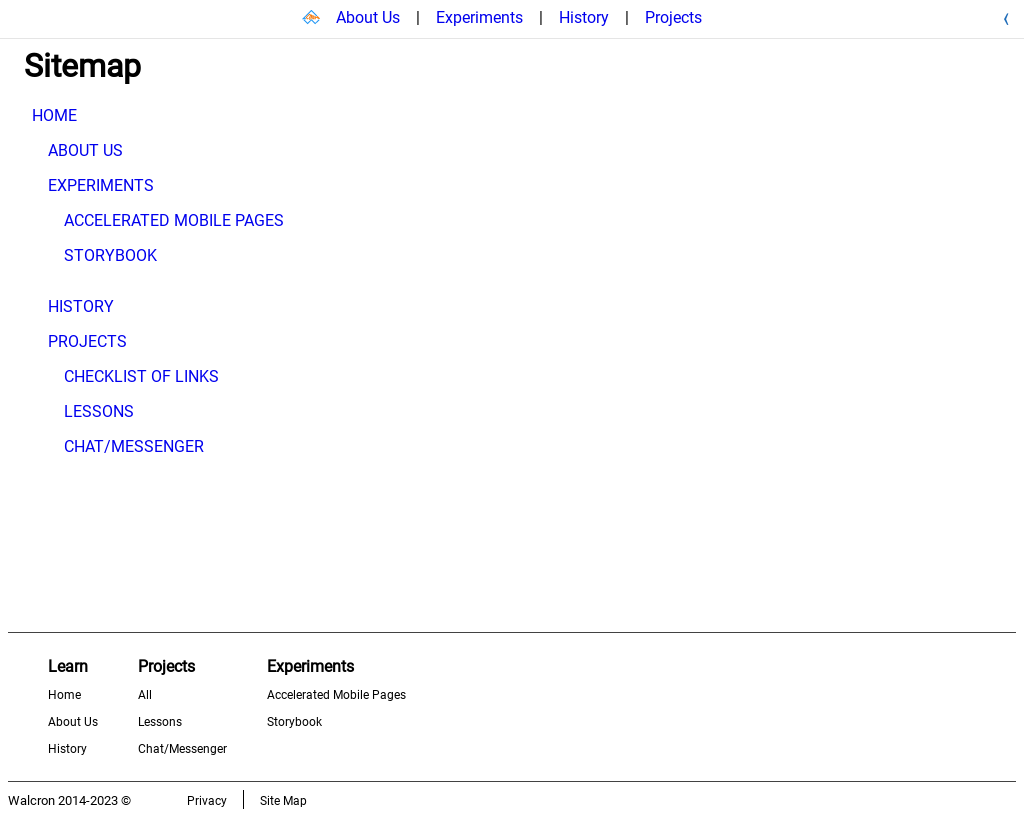 About Us | Experiments | History | Projects
Sitemap
HOME
ABOUT US
EXPERIMENTS
ACCELERATED MOBILE PAGES
STORYBOOK
HISTORY
PROJECTS
CHECKLIST OF LINKS
LESSONS
CHAT/MESSENGER
Learn Projects Experiments
Home All Accelerated Mobile Pages
About Us Lessons Storybook
History Chat/Messenger
Walcron 2014-2023 © Privacy Site Map